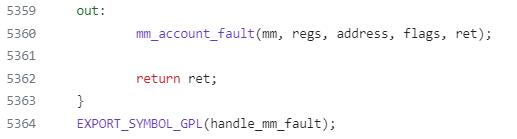 5359 out:
5360 mm_account_fault(mm, regs, address, flags, ret);
5361
5362 return ret;
5363 }
5364 EXPORT_SYMBOL_GPL(handle_mm_fault);